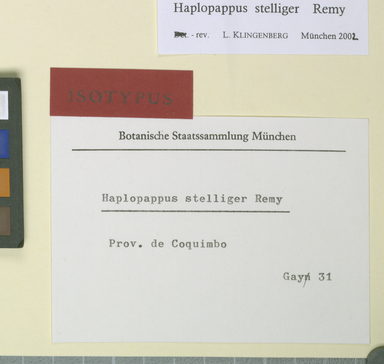 Haplopappus stelliger Remy
- rev. L. KLINGENBERG München 2002
ISOTYPUS
Botanische Staatssammlung München
Haplopappus stelliger Remy
Prov. de Coquimbo
Gay 31